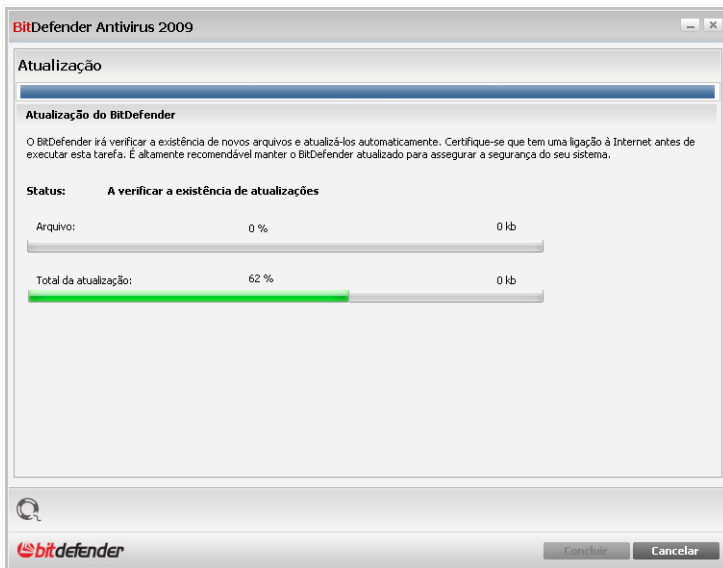 BitDefender Antivirus 2009
Atualização
Atualização do BitDefender
O BitDefender irá verificar a existência de novos arquivos e atualizá-los automaticamente. Certifique-se que tem uma ligação à Internet antes de
executar esta tarefa. É altamente recomendável manter o BitDefender atualizado para assegurar a segurança do seu sistema.
Status: A verificar a existência de atualizações
Arquivo: 0 % 0 kb
Total da atualização: 62 % 0 kb
bitdefender Concluir Cancelar